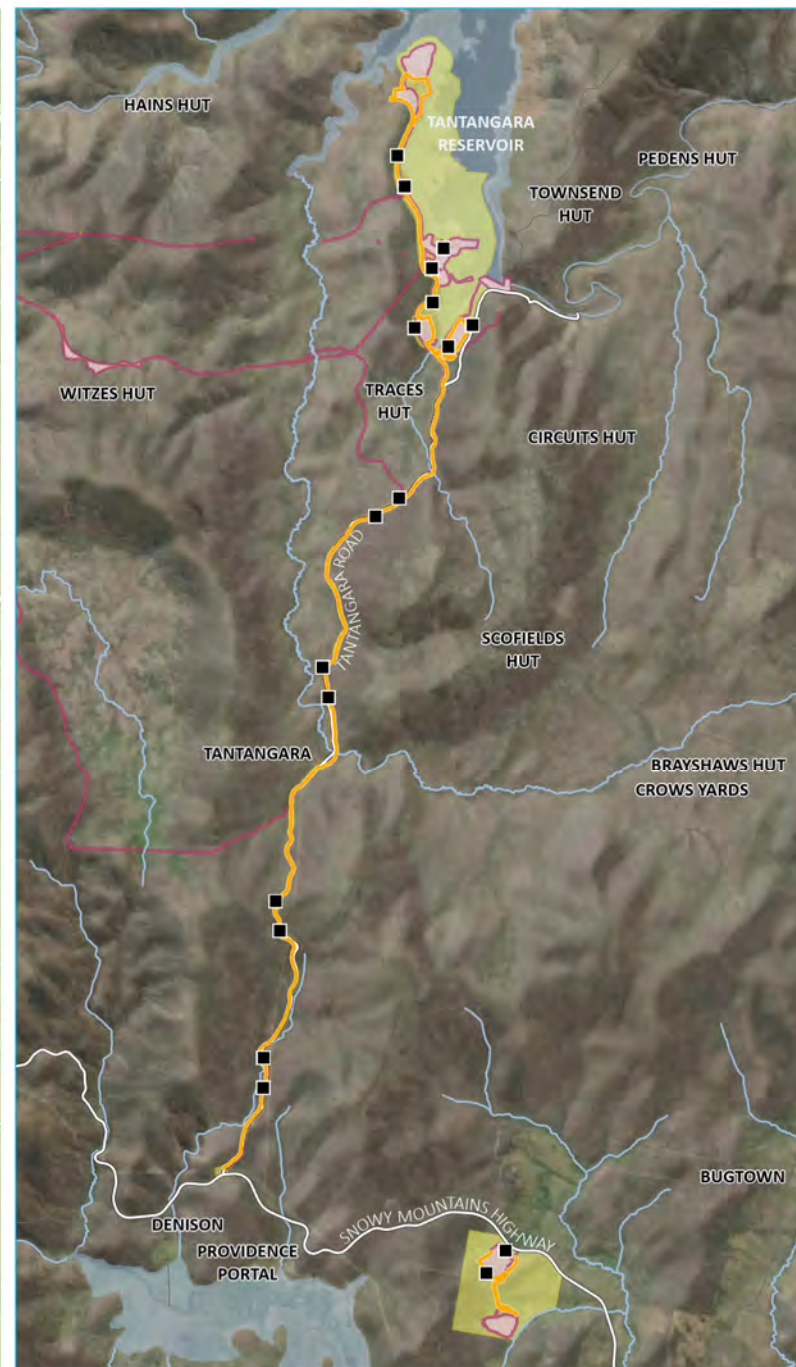 HAINS HUT
TANTANGARA
RESERVOIR
PEDENS HUT
TOWNSEND
HUT
WITZES HUT
TRACES
HUT
CIRCUITS HUT
TANTANGARA ROAD
SCOFIELDS
HUT
TANTANGARA
BRAYSHAWS HUT
CROWS YARDS
BUGTOWN
DENISON
SNOWY MOUNTAINS HIGHWAY
PROVIDENCE
PORTAL